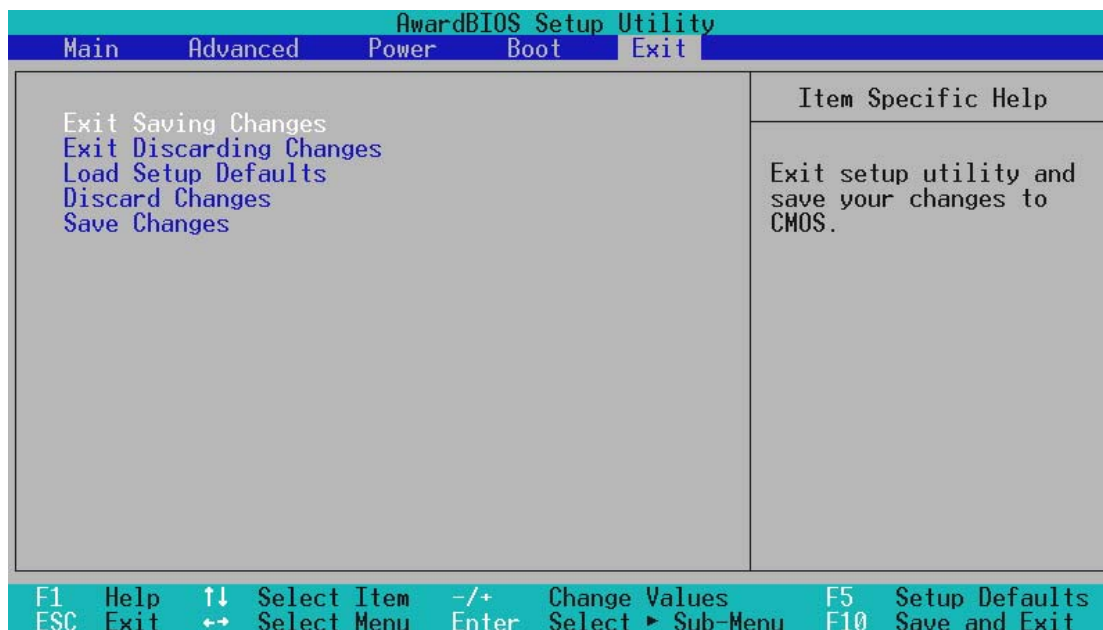 AwardBIOS Setup Utility
Main Advanced Power Boot Exit
Exit Saving Changes
Exit Discarding Changes
Load Setup Defaults
Discard Changes
Save Changes
Item Specific Help
Exit setup utility and
save your changes to
CMOS.
F1 Help ↑↓ Select Item -/+ Change Values F5 Setup Defaults
ESC Exit ←→ Select Menu Enter Select ► Sub-Menu F10 Save and Exit